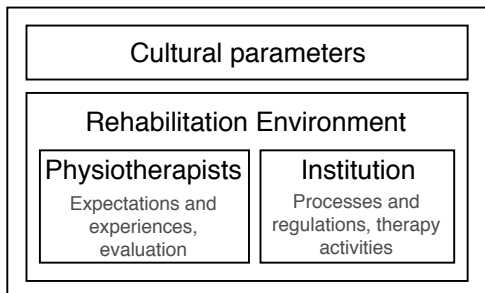 Cultural parameters
Rehabilitation Environment
Physiotherapists
Expectations and
experiences,
evaluation
Institution
Processes and
regulations, therapy
activities